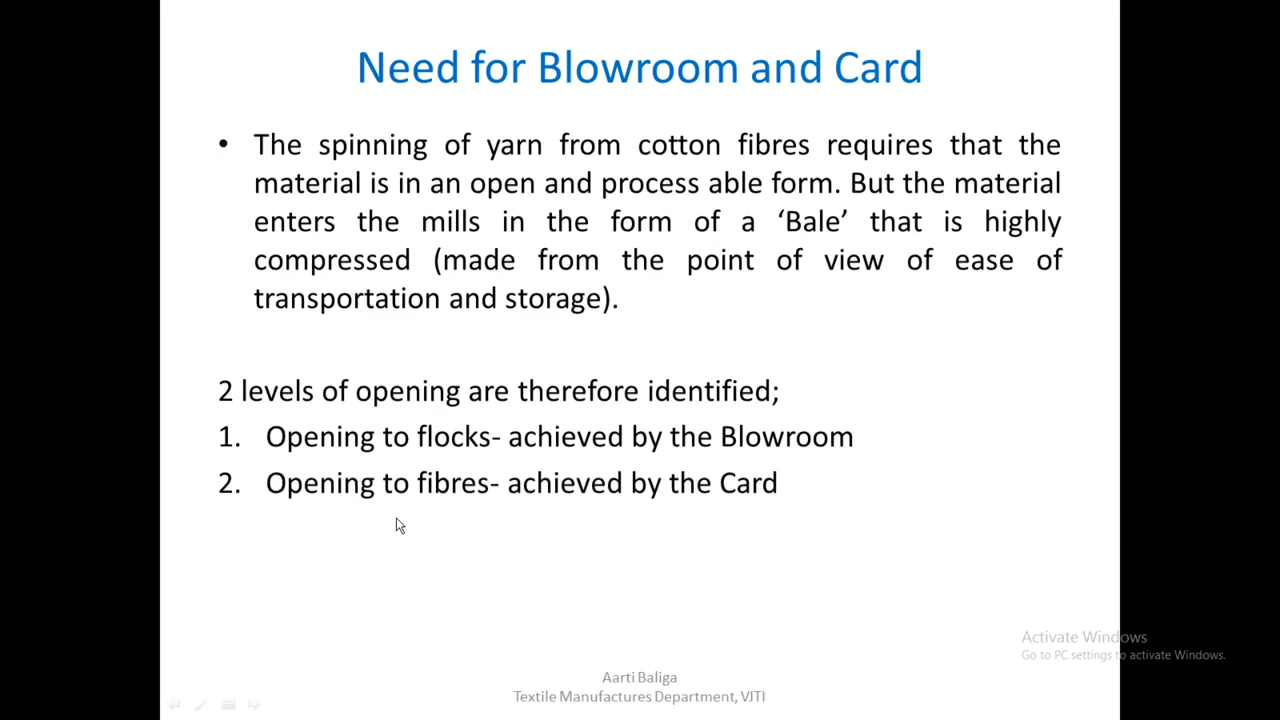 Need for Blowroom and Card
• The spinning of yarn from cotton fibres requires that the
material is in an open and process able form. But the material
enters the mills in the form of a ‘Bale’ that is highly
compressed (made from the point of view of ease of
transportation and storage).
2 levels of opening are therefore identified;
1. Opening to flocks- achieved by the Blowroom
2. Opening to fibres- achieved by the Card
Activate Windows
Go to PC settings to activate Windows.
Aarti Baliga
Textile Manufactures Department, VJTI